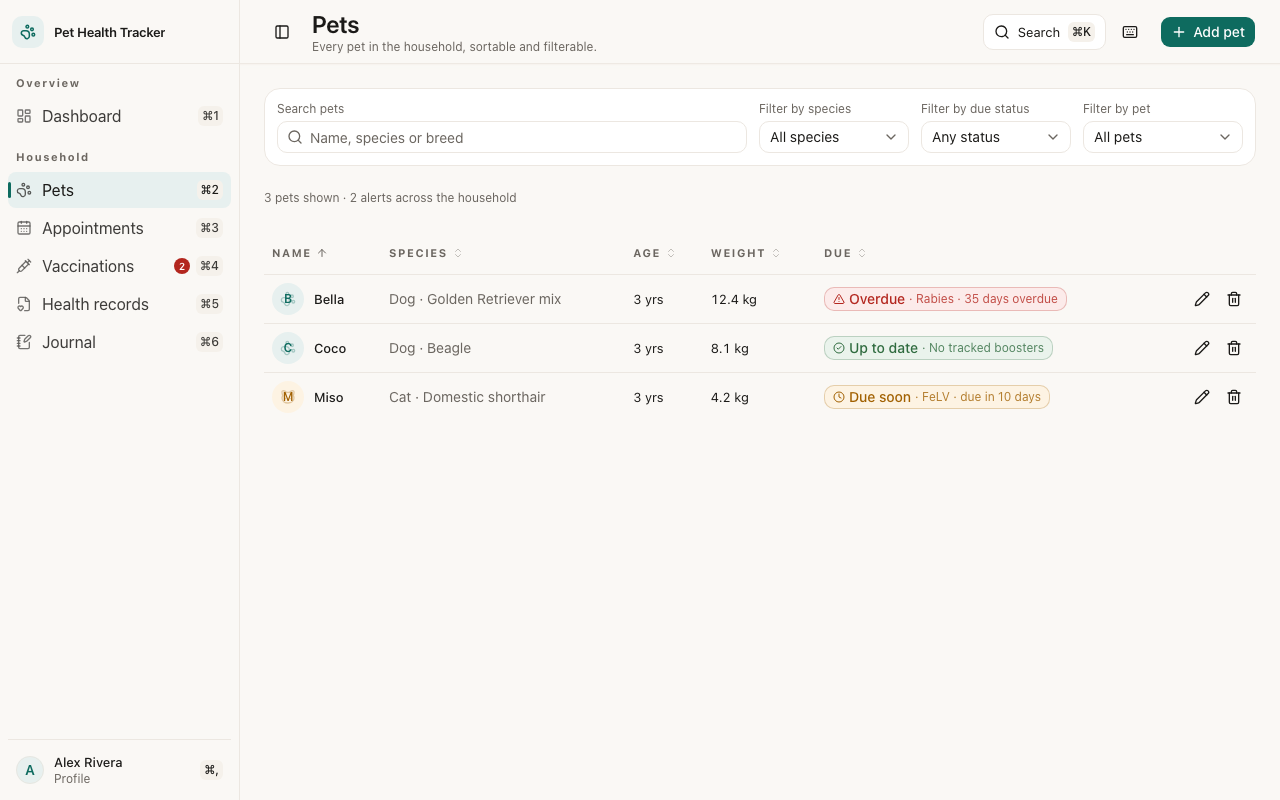 Pet Health Tracker
Overview
Dashboard ⌘1
Household
Pets ⌘2
Appointments ⌘3
Vaccinations 2 ⌘4
Health records ⌘5
Journal ⌘6
A
Alex Rivera
Profile
⌘,
Pets
Every pet in the household, sortable and filterable.
Search ⌘K
Add pet
Search pets
Name, species or breed
Filter by species
All species
Filter by due status
Any status
Filter by pet
All pets
3 pets shown · 2 alerts across the household
NAME SPECIES AGE WEIGHT DUE
B Bella Dog · Golden Retriever mix 3 yrs 12.4 kg Overdue · Rabies · 35 days overdue
C Coco Dog · Beagle 3 yrs 8.1 kg Up to date · No tracked boosters
M Miso Cat · Domestic shorthair 3 yrs 4.2 kg Due soon · FeLV · due in 10 days